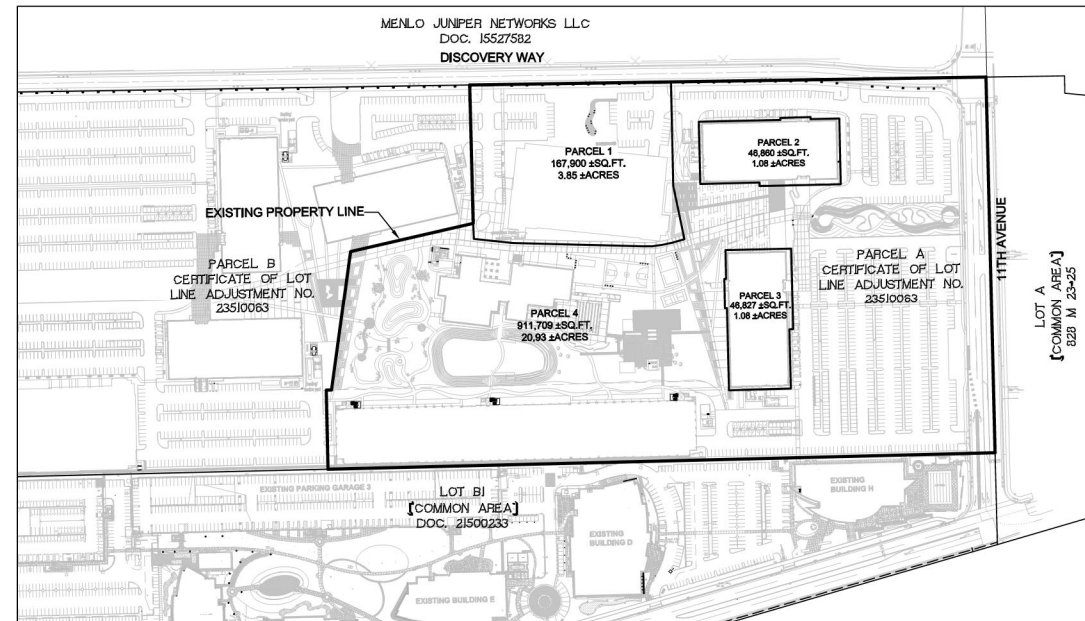 MENLO JUNIPER NETWORKS LLC
DOC. 15527582
DISCOVERY WAY
PARCEL 1
167,900 ±SQ.FT.
3.85 ±ACRES
PARCEL 2
46,860 ±SQ.FT.
1.08 ±ACRES
EXISTING PROPERTY LINE
PARCEL B
CERTIFICATE OF LOT
LINE ADJUSTMENT NO.
23510063
PARCEL 4
911,709 ±SQ.FT.
20.93 ±ACRES
PARCEL 3
46,827 ±SQ.FT.
1.08 ±ACRES
PARCEL A
CERTIFICATE OF LOT
LINE ADJUSTMENT NO.
23510063
11TH AVENUE
LOT A
[COMMON AREA]
828 M 23-25
EXISTING PARKING GARAGE 3
LOT B1
[COMMON AREA]
DOC. 21500233
EXISTING
BUILDING D
EXISTING
BUILDING H
EXISTING BUILDING E